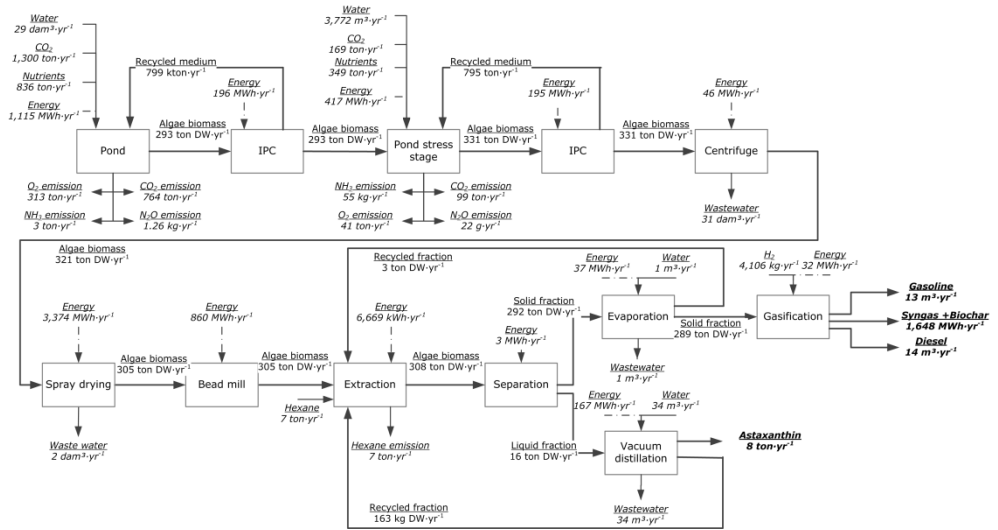 Water
29 dam³·yr⁻¹
CO₂
1,300 ton·yr⁻¹
Nutrients
836 ton·yr⁻¹
Energy
1,115 MWh·yr⁻¹
Recycled medium
799 kton·yr⁻¹
Energy
196 MWh·yr⁻¹
Pond
Algae biomass
293 ton DW·yr⁻¹
IPC
Algae biomass
293 ton DW·yr⁻¹
O₂ emission
313 ton·yr⁻¹
CO₂ emission
764 ton·yr⁻¹
NH₃ emission
3 ton·yr⁻¹
N₂O emission
1.26 kg·yr⁻¹
Water
3,772 m³·yr⁻¹
CO₂
169 ton·yr⁻¹
Nutrients
349 ton·yr⁻¹
Energy
417 MWh·yr⁻¹
Recycled medium
795 ton·yr⁻¹
Energy
195 MWh·yr⁻¹
Pond stress
stage
Algae biomass
331 ton DW·yr⁻¹
IPC
Algae biomass
331 ton DW·yr⁻¹
Energy
46 MWh·yr⁻¹
Centrifuge
NH₃ emission
55 kg·yr⁻¹
CO₂ emission
99 ton·yr⁻¹
O₂ emission
41 ton·yr⁻¹
N₂O emission
22 g·yr⁻¹
Wastewater
31 dam³·yr⁻¹
Algae biomass
321 ton DW·yr⁻¹
Recycled fraction
3 ton DW·yr⁻¹
Energy
3,374 MWh·yr⁻¹
Spray drying
Waste water
2 dam³·yr⁻¹
Algae biomass
305 ton DW·yr⁻¹
Energy
860 MWh·yr⁻¹
Bead mill
Algae biomass
305 ton DW·yr⁻¹
Energy
6,669 kWh·yr⁻¹
Extraction
Hexane
7 ton·yr⁻¹
Hexane emission
7 ton·yr⁻¹
Algae biomass
308 ton DW·yr⁻¹
Energy
3 MWh·yr⁻¹
Separation
Solid fraction
292 ton DW·yr⁻¹
Energy
37 MWh·yr⁻¹
Water
1 m³·yr⁻¹
Evaporation
Wastewater
1 m³·yr⁻¹
Solid fraction
289 ton DW·yr⁻¹
H₂
4,106 kg·yr⁻¹
Energy
32 MWh·yr⁻¹
Gasification
Gasoline
13 m³·yr⁻¹
Syngas +Biochar
1,648 MWh·yr⁻¹
Diesel
14 m³·yr⁻¹
Liquid fraction
16 ton DW·yr⁻¹
Energy
167 MWh·yr⁻¹
Water
34 m³·yr⁻¹
Vacuum
distillation
Astaxanthin
8 ton·yr⁻¹
Wastewater
34 m³·yr⁻¹
Recycled fraction
163 kg DW·yr⁻¹